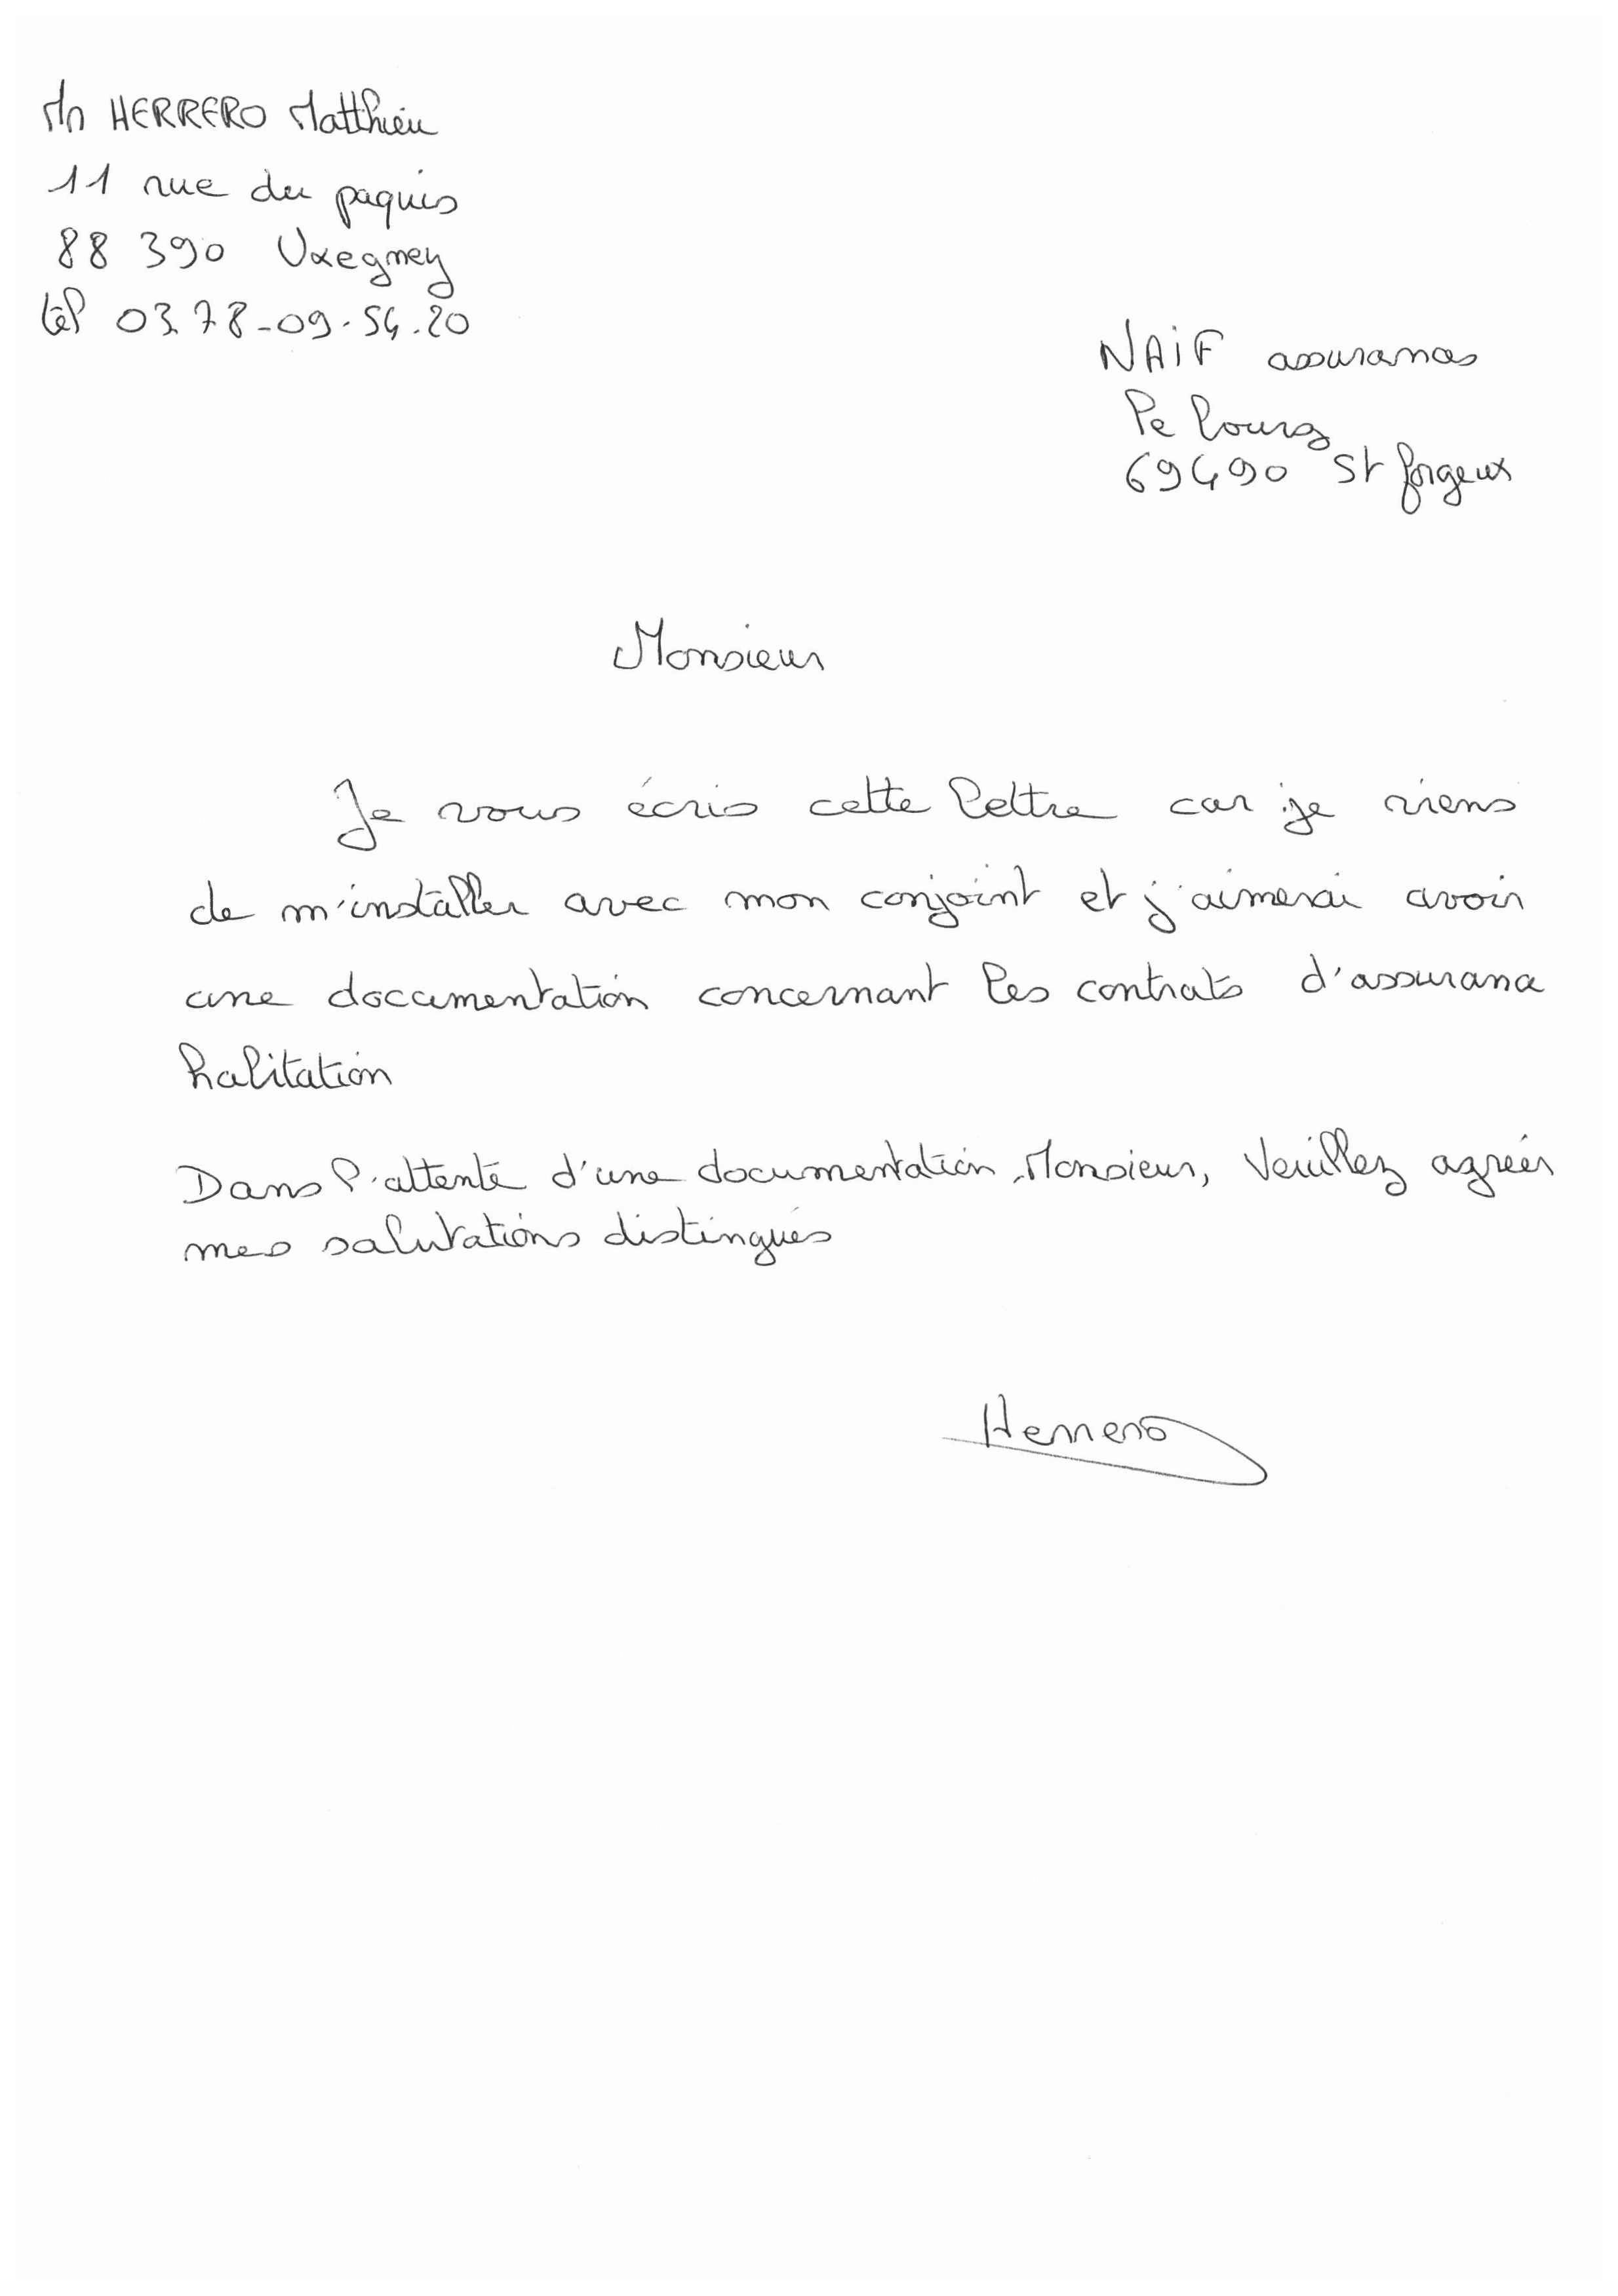 Mr HERRERO Matthieu
11 rue du paquis
88 390 Uxegney
tél 03.78-09.54.20
NAIF assurances
Le bourg
69490 St forgeux
Monsieur
Je vous écris cette lettre car je viens
de m'installer avec mon conjoint et j'aimerai avoir
une documentation concernant les contrats d'assurance
habitation
Dans l'attente d'une documentation, Monsieur, Veuillez agréer
mes salutations distingués
Herrero